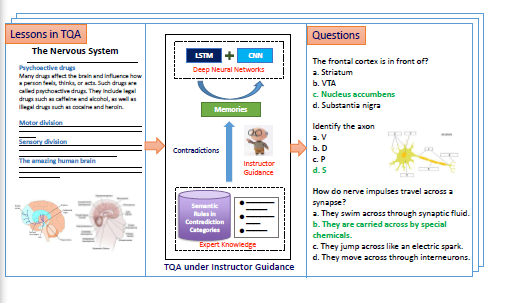 Lessons in TQA
The Nervous System
Psychoactive drugs
Many drugs affect the brain and influence how
a person feels, thinks, or acts. Such drugs are
called psychoactive drugs. They include legal
drugs such as caffeine and alcohol, as well as
illegal drugs such as cocaine and heroin.
Motor division
Sensory division
The amazing human brain
LSTM + CNN
Deep Neural Networks
Memories
Contradictions
Instructor
Guidance
Semantic
Rules in
Contradiction
Categories
Expert Knowledge
TQA under Instructor Guidance
Questions
The frontal cortex is in front of?
a. Striatum
b. VTA
c. Nucleus accumbens
d. Substantia nigra
Identify the axon
a. V
b. D
c. P
d. S
How do nerve impulses travel across a
synapse?
a. They swim across through synaptic fluid.
b. They are carried across by special
chemicals.
c. They jump across like an electric spark.
d. They move across through interneurons.